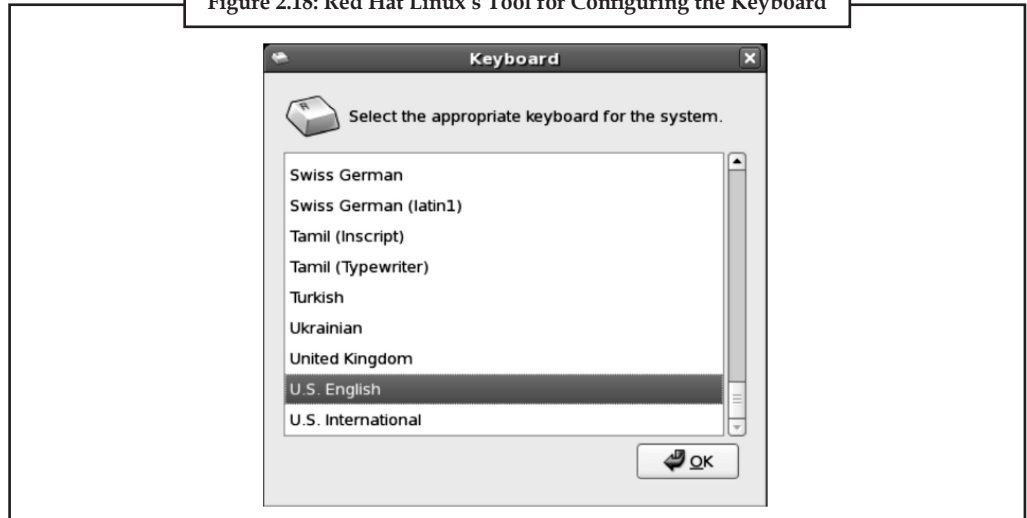 Figure 2.18: Red Hat Linux's Tool for Configuring the Keyboard
Keyboard
Select the appropriate keyboard for the system.
Swiss German
Swiss German (latin1)
Tamil (Inscript)
Tamil (Typewriter)
Turkish
Ukrainian
United Kingdom
U.S. English
U.S. International
OK